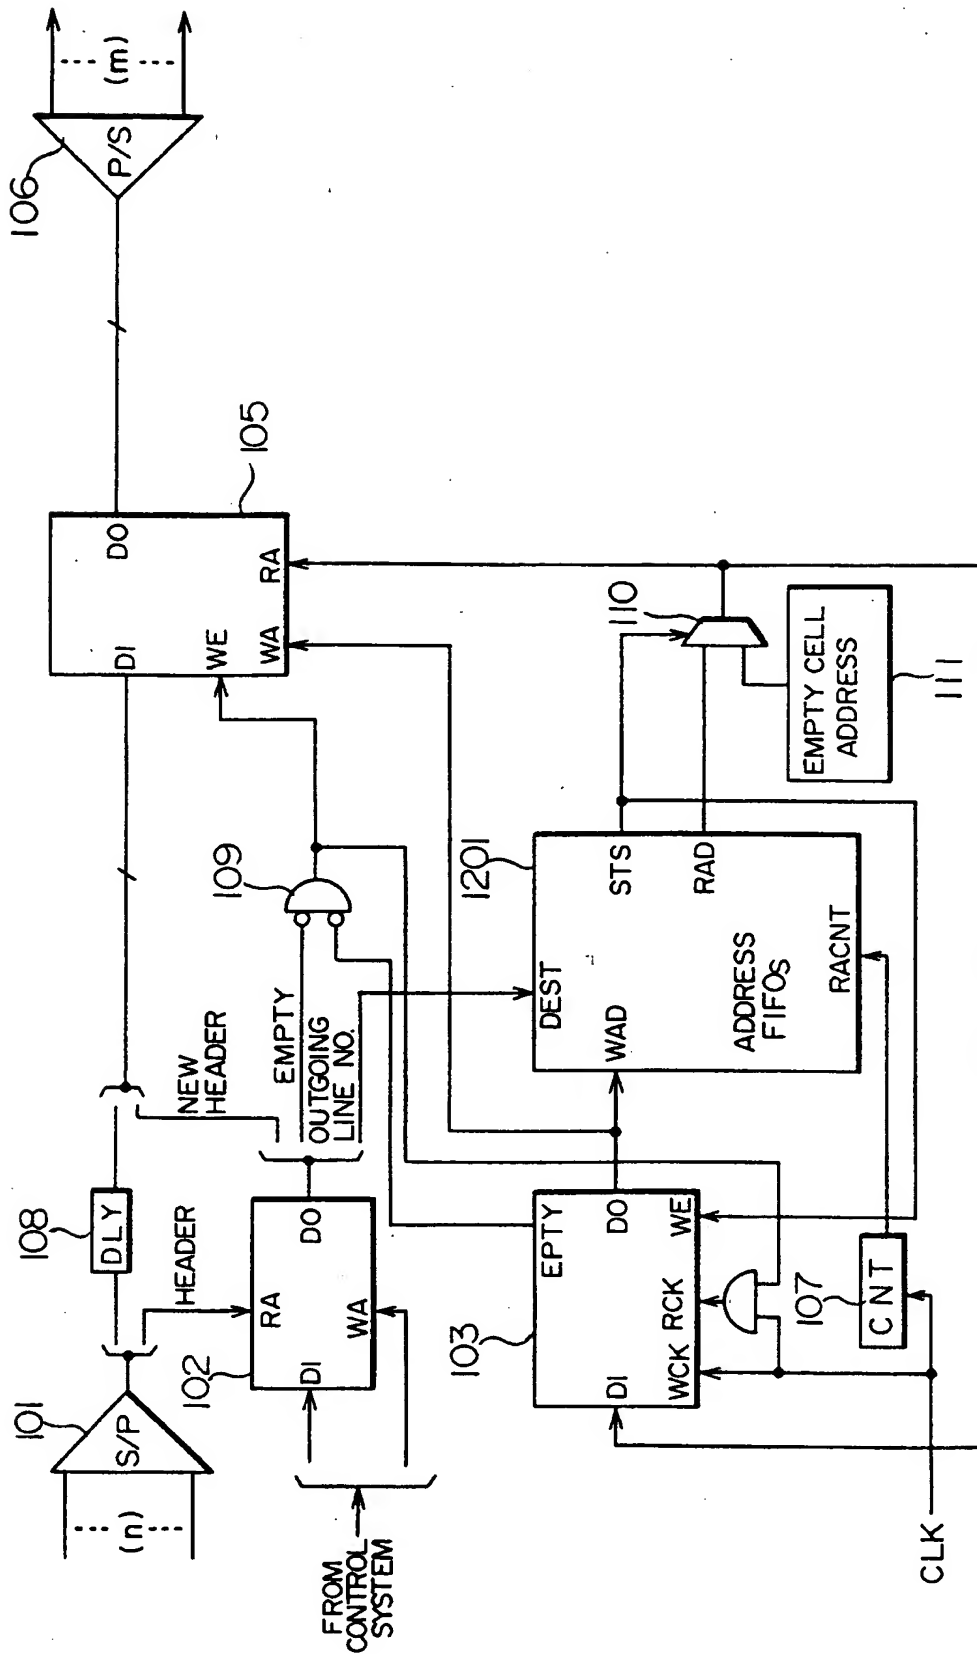 101
S/P
(n)
108
DLY
HEADER
NEW
HEADER
102
RA
DI
DO
WA
FROM
CONTROL
SYSTEM
EMPTY
OUTGOING
LINE NO.
109
DI
DO
WE
WA
RA
105
106
P/S
(m)
103
EPTY
DI
DO
WCK
RCK
WE
107
CNT
CLK
1201
DEST
WAD
STS
RAD
ADDRESS
FIFOs
RACNT
110
EMPTY CELL
ADDRESS
111